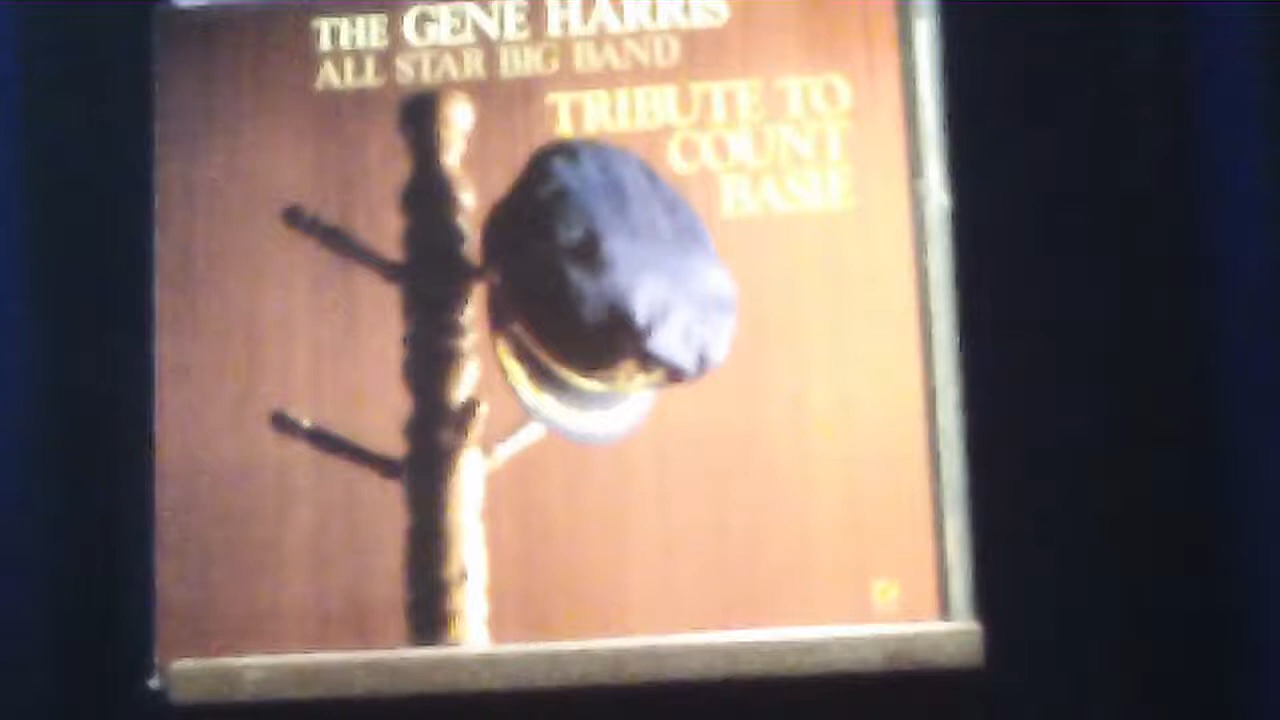 THE GENE HARRIS
ALL STAR BIG BAND
TRIBUTE TO
COUNT
BASIE